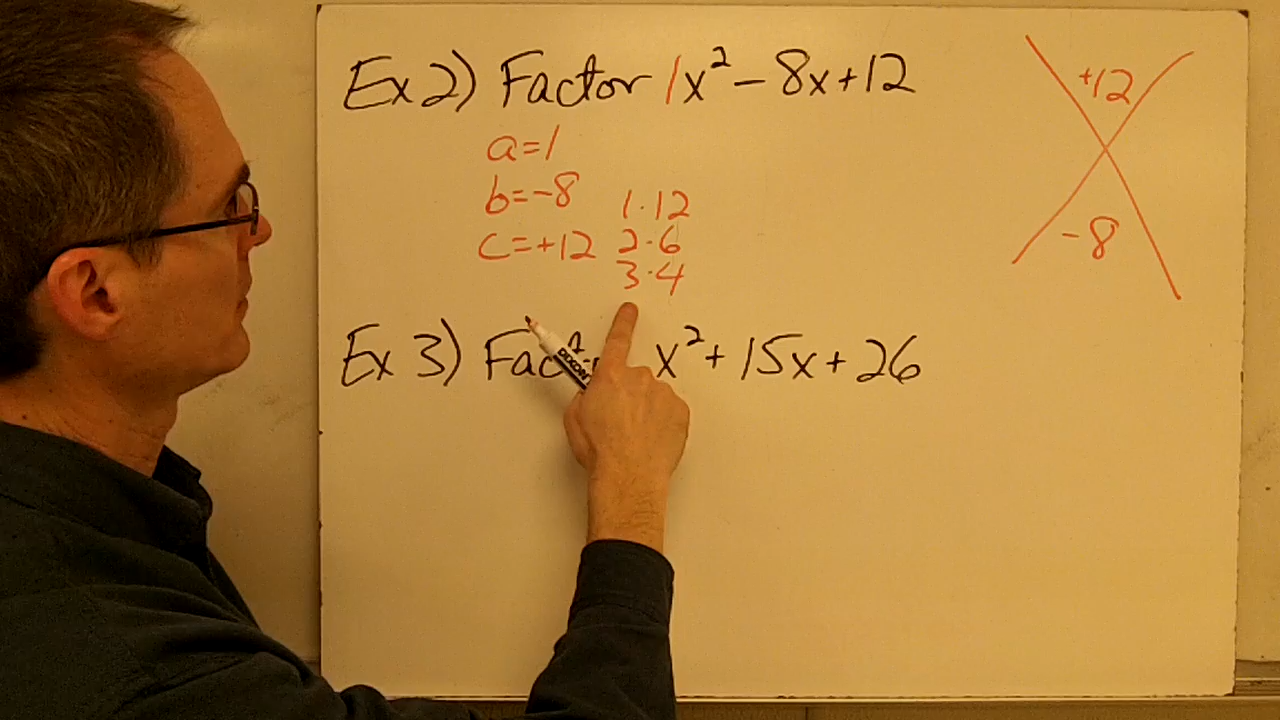 Ex 2) Factor 1x² - 8x + 12
a = 1
b = -8
c = +12
1 · 12
2 · 6
3 · 4
+12
-8
Ex 3) x² + 15x + 26